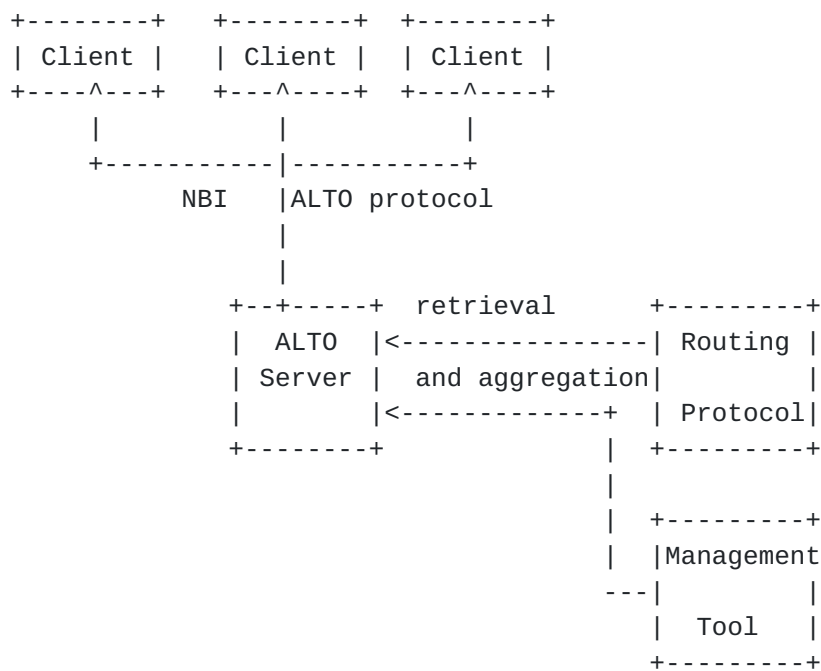 Client Client Client
NBI ALTO protocol
retrieval
ALTO Routing
Server and aggregation
Protocol
Management
Tool